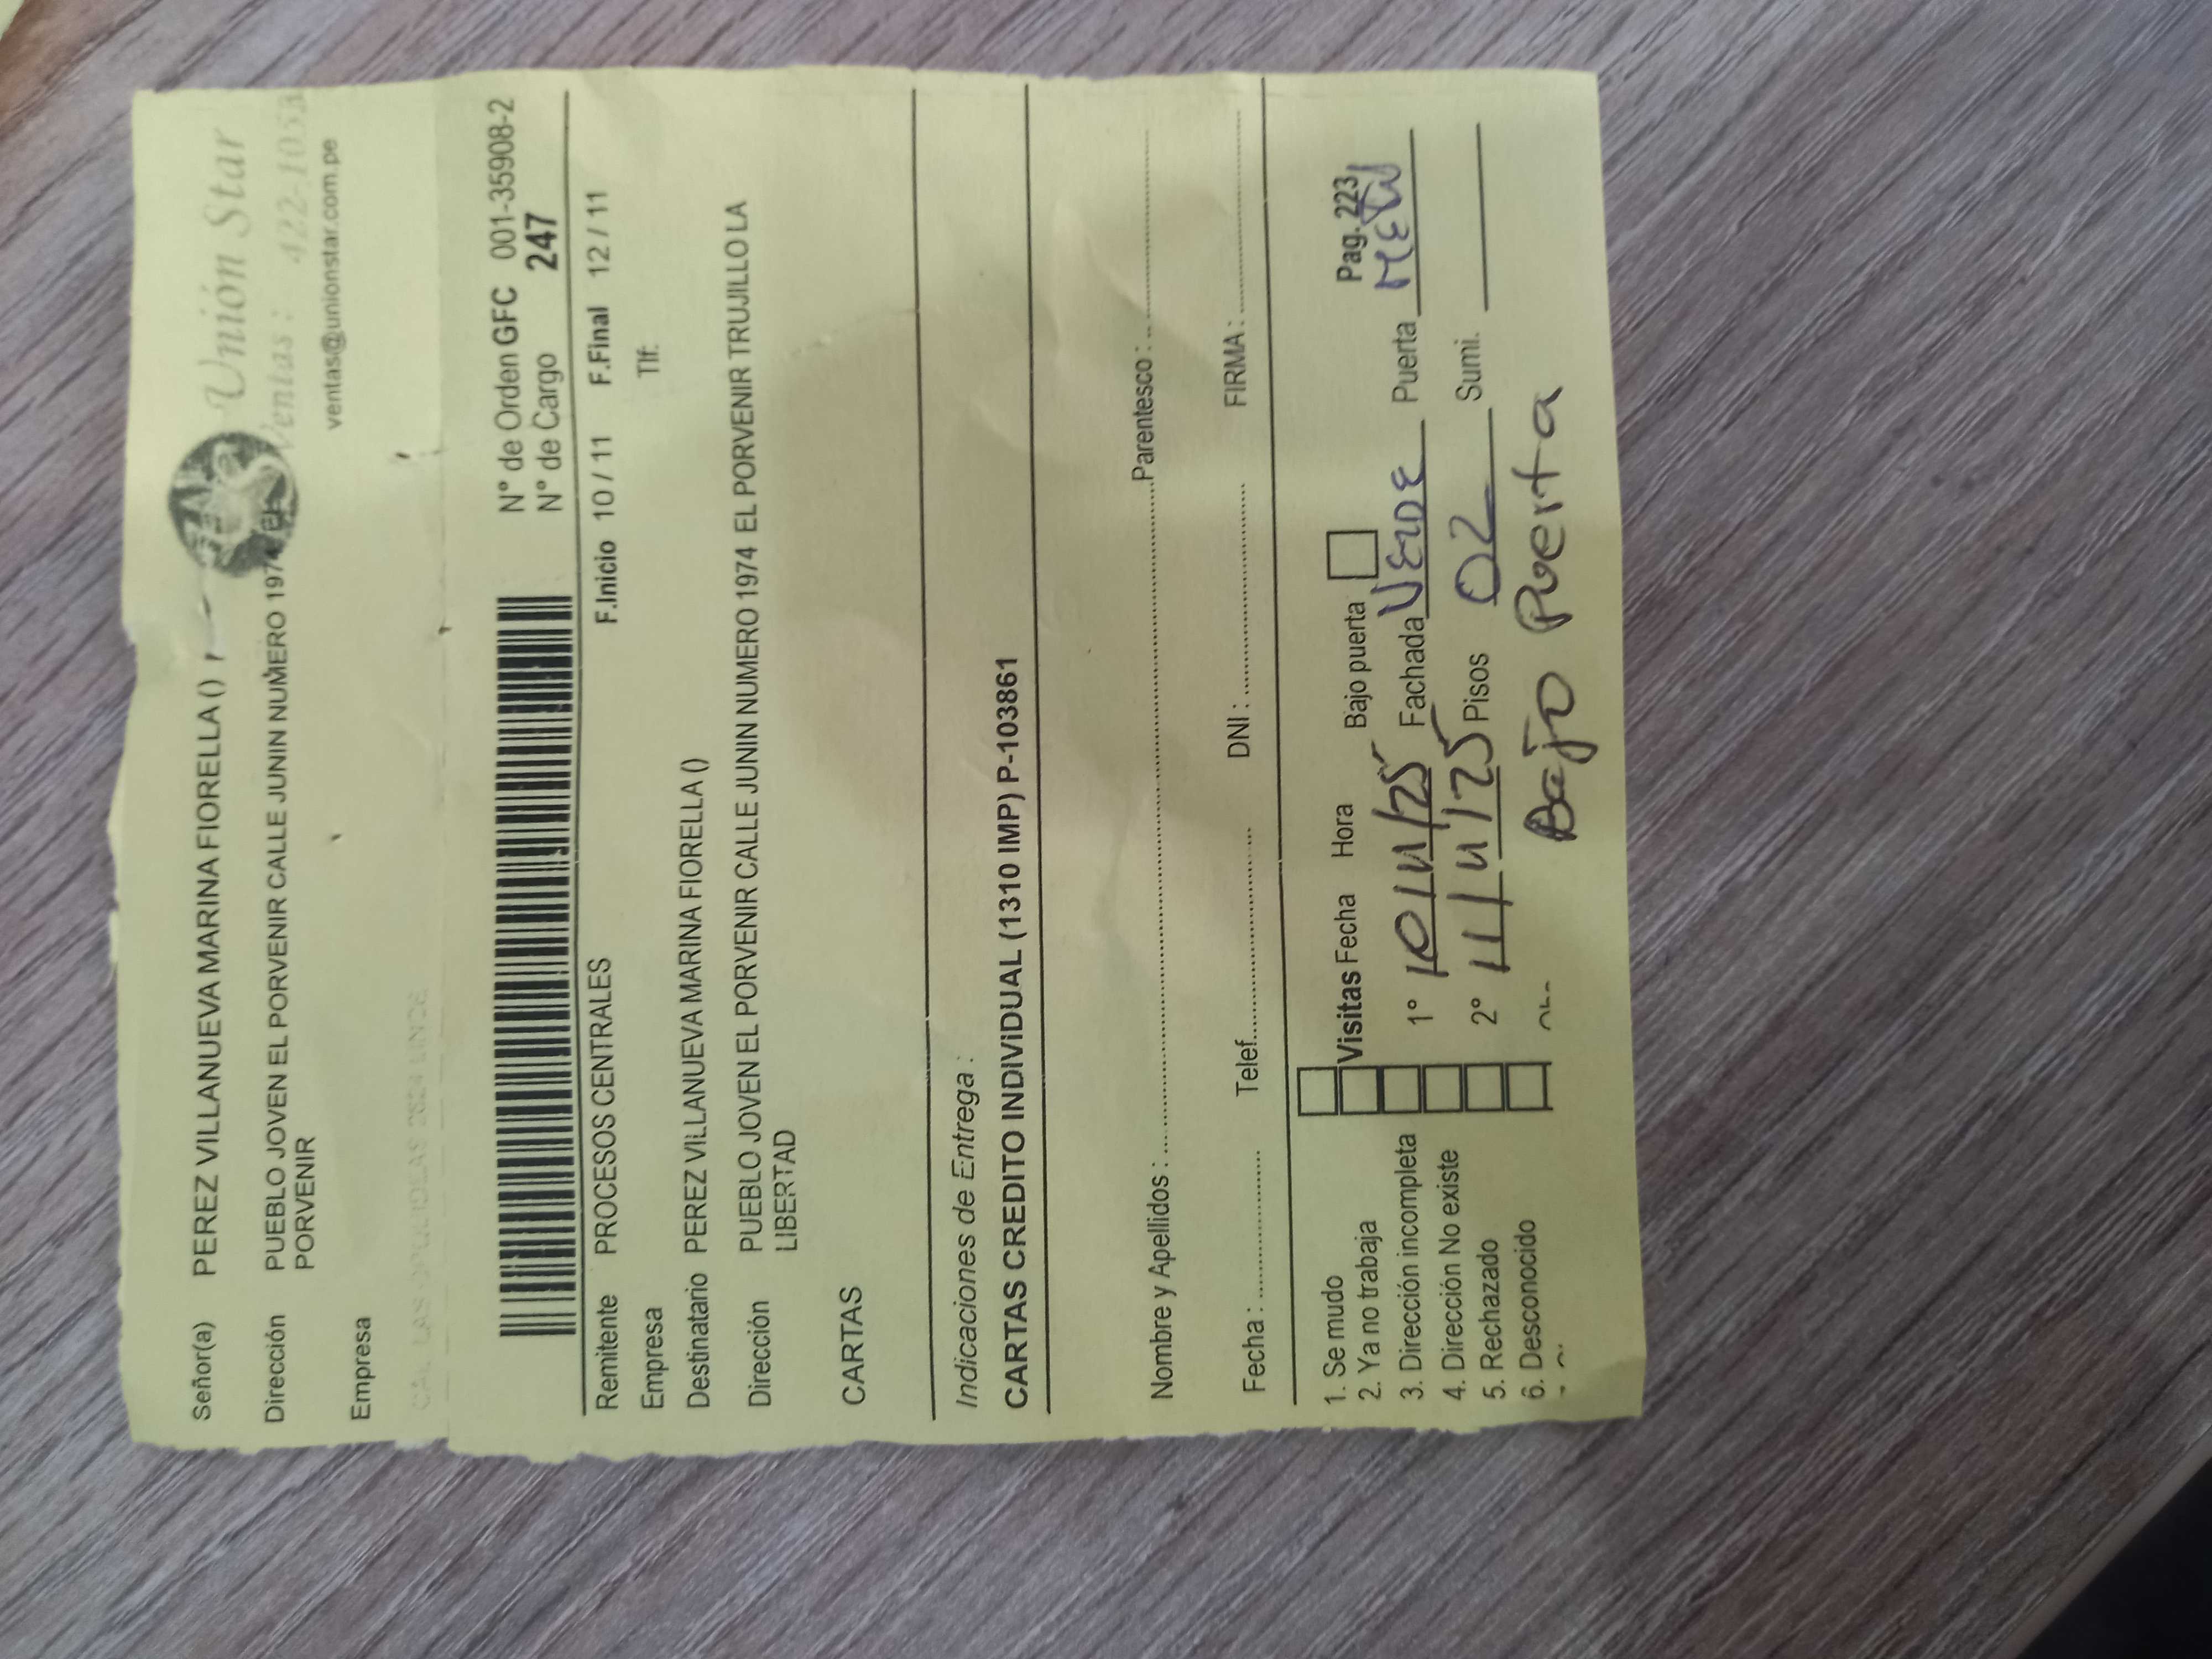 Unión Star
Ventas : 422-105
ventas@unionstar.com.pe
Señor(a) PEREZ VILLANUEVA MARINA FIORELLA ()
Dirección PUEBLO JOVEN EL PORVENIR CALLE JUNIN NUMERO 197 EL
PORVENIR
Empresa
N° de Orden GFC 001-35908-2
N° de Cargo 247
Remitente PROCESOS CENTRALES F.Inicio 10 / 11 F.Final 12 / 11
Empresa Tlf:
Destinatario PEREZ VILLANUEVA MARINA FIORELLA ()
Dirección PUEBLO JOVEN EL PORVENIR CALLE JUNIN NUMERO 1974 EL PORVENIR TRUJILLO LA
LIBERTAD
CARTAS
Indicaciones de Entrega :
CARTAS CREDITO INDIVIDUAL (1310 IMP) P-103861
Nombre y Apellidos : Parentesco :
Fecha : Telef. DNI : FIRMA :
1. Se mudo
2. Ya no trabaja Visitas Fecha Hora Bajo puerta Pag. 223
3. Dirección incompleta 1° 10/11/25 Fachada VERDE Puerta METAL
4. Dirección No existe
5. Rechazado 2° 11/11/25 Pisos 02 Sumi.
6. Desconocido
Bajo Puerta